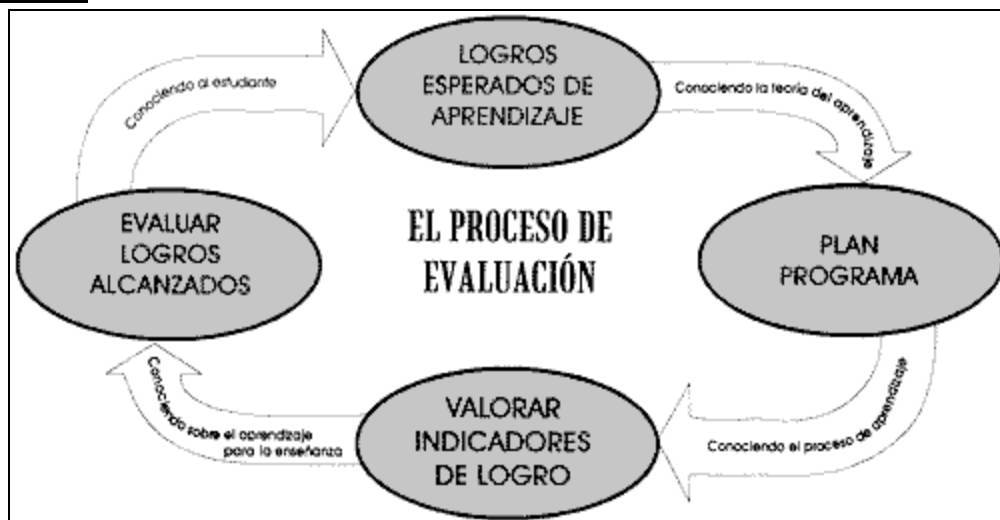 LOGROS
ESPERADOS DE
APRENDIZAJE
Conociendo la teoría del aprendizaje
PLAN
PROGRAMA
Conociendo el proceso de aprendizaje
VALORAR
INDICADORES
DE LOGRO
Conociendo sobre el aprendizaje
para la enseñanza
EVALUAR
LOGROS
ALCANZADOS
Conociendo al estudiante
EL PROCESO DE
EVALUACIÓN